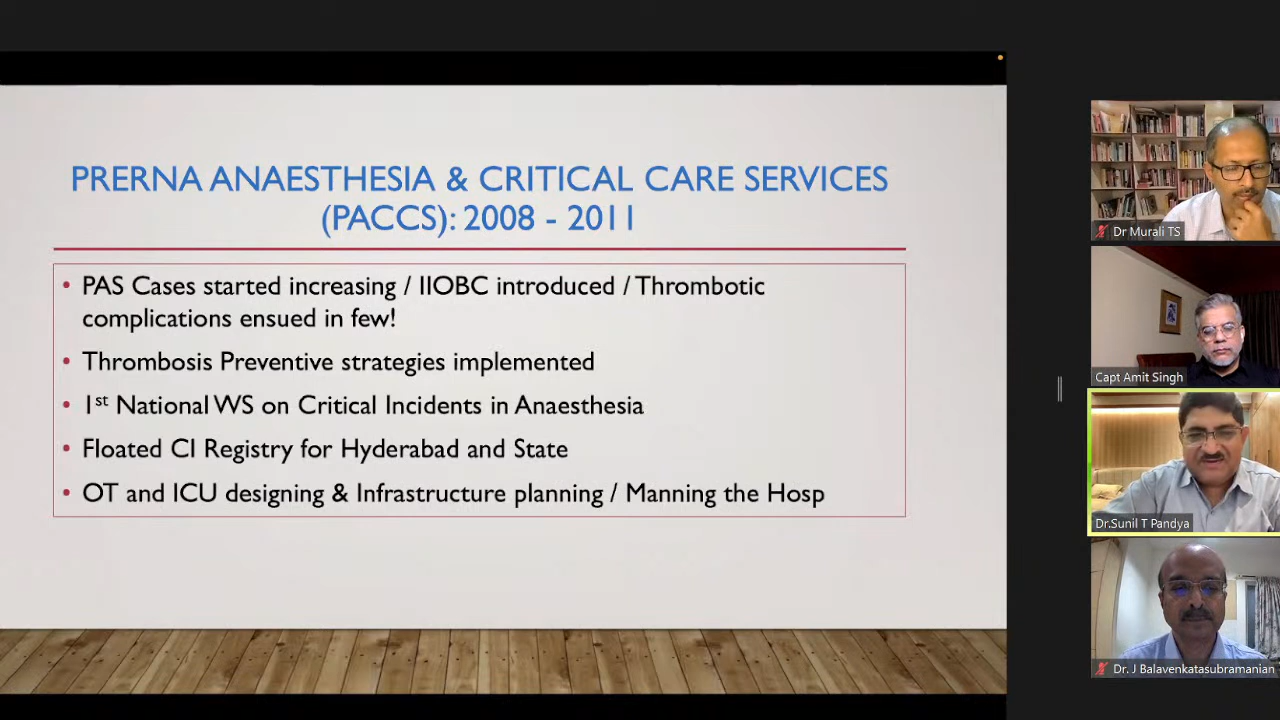 PRERNA ANAESTHESIA & CRITICAL CARE SERVICES
(PACCS): 2008 - 2011
• PAS Cases started increasing / IIOBC introduced / Thrombotic
complications ensued in few!
• Thrombosis Preventive strategies implemented
• 1st National WS on Critical Incidents in Anaesthesia
• Floated CI Registry for Hyderabad and State
• OT and ICU designing & Infrastructure planning / Manning the Hosp
Dr Murali TS
Capt Amit Singh
Dr.Sunil T Pandya
Dr. J Balavenkatasubramanian